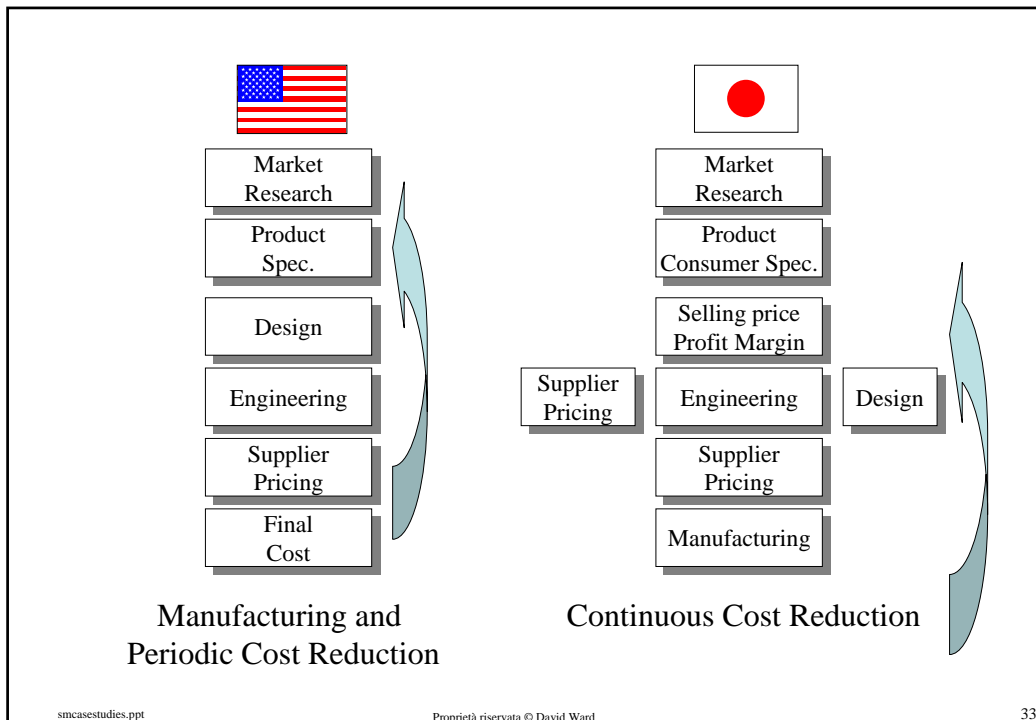 Market
Research
Product
Spec.
Design
Engineering
Supplier
Pricing
Final
Cost
Manufacturing and
Periodic Cost Reduction
Market
Research
Product
Consumer Spec.
Selling price
Profit Margin
Supplier
Pricing
Engineering
Design
Supplier
Pricing
Manufacturing
Continuous Cost Reduction
smcasestudies.ppt
Proprietà riservata © David Ward
33